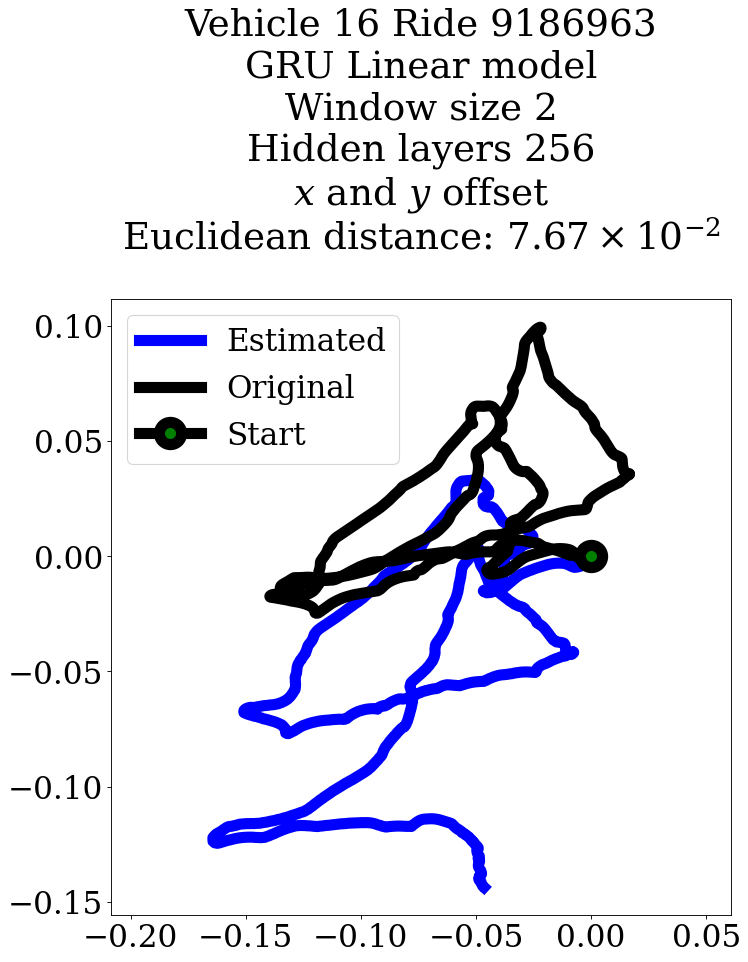 Vehicle 16 Ride 9186963
GRU Linear model
Window size 2
Hidden layers 256
x and y offset
Euclidean distance: 7.67 × 10⁻²
Estimated
Original
Start
0.10
0.05
0.00
−0.05
−0.10
−0.15
−0.20 −0.15 −0.10 −0.05 0.00 0.05